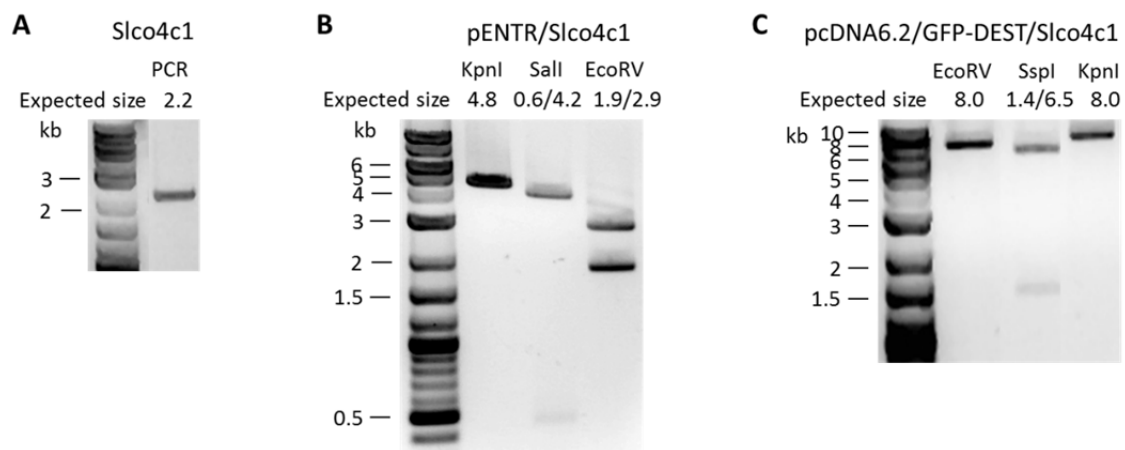 A
Slco4c1
PCR
Expected size 2.2
kb
3
2
B
pENTR/Slco4c1
KpnI SalI EcoRV
Expected size 4.8 0.6/4.2 1.9/2.9
kb
6
5
4
3
2
1.5
0.5
C
pcDNA6.2/GFP-DEST/Slco4c1
EcoRV SspI KpnI
Expected size 8.0 1.4/6.5 8.0
kb
10
8
6
5
4
3
2
1.5